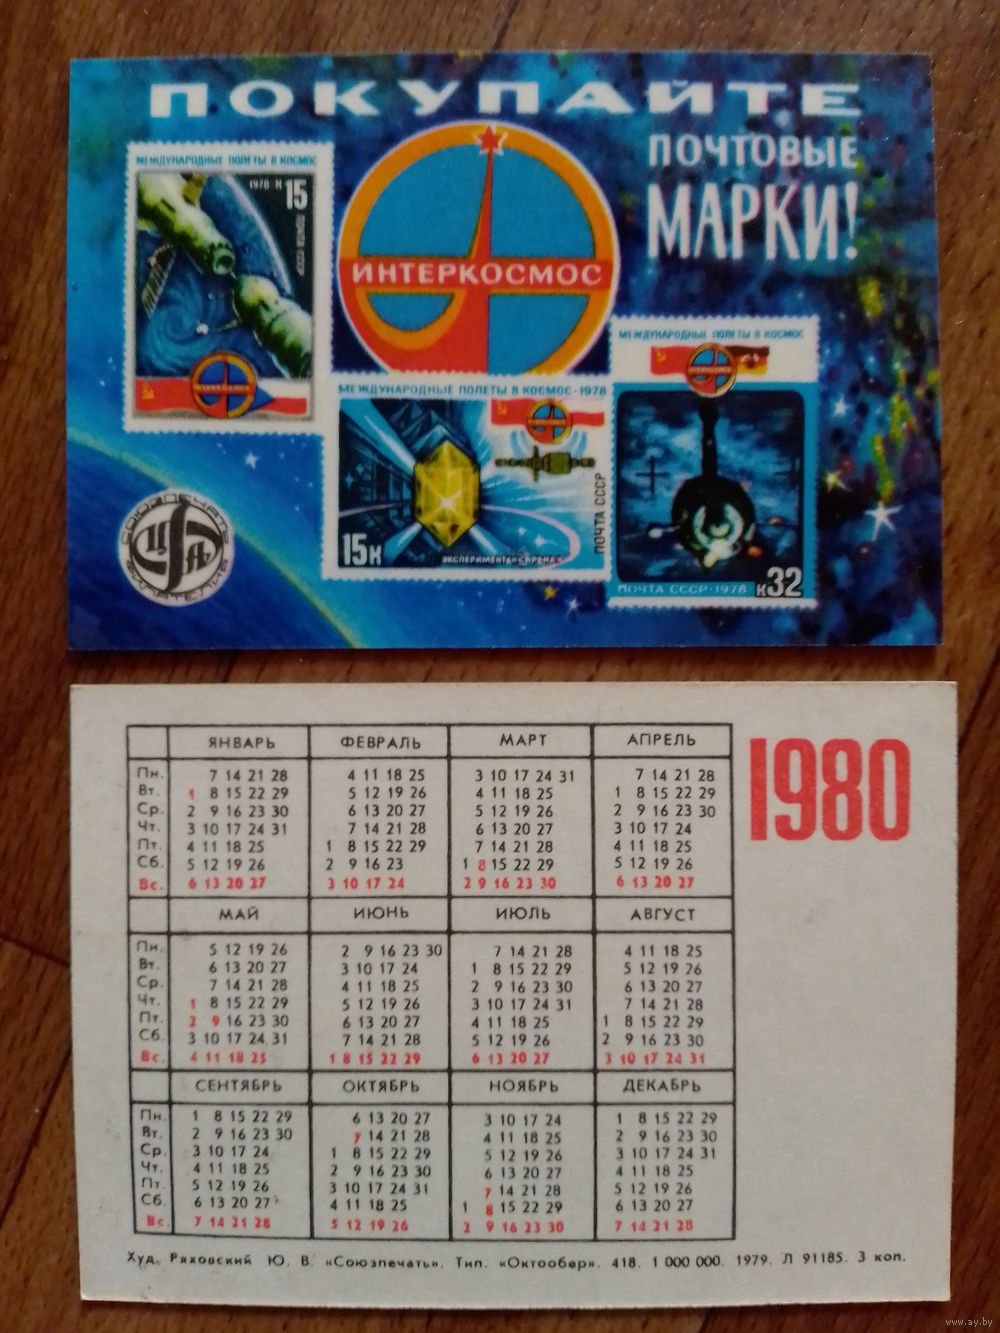 ПОКУПАЙТЕ
ПОЧТОВЫЕ
МАРКИ!
МЕЖДУНАРОДНЫЕ ПОЛЕТЫ В КОСМОС
1978 к 15
ПОЧТА СССР
ИНТЕРКОСМОС
ИНТЕРКОСМОС
МЕЖДУНАРОДНЫЕ ПОЛЕТЫ В КОСМОС·1978
ИНТЕРКОСМОС
15к
ЭКСПЕРИМЕНТ «СИРЕНА»
ПОЧТА СССР
МЕЖДУНАРОДНЫЕ ПОЛЕТЫ В КОСМОС
ИНТЕРКОСМОС
ПОЧТА СССР·1978 к32
СОЮЗПЕЧАТЬ
ЦФА
1980
ЯНВАРЬ ФЕВРАЛЬ МАРТ АПРЕЛЬ
Пн. 7 14 21 28 4 11 18 25 3 10 17 24 31 7 14 21 28
Вт. 1 8 15 22 29 5 12 19 26 4 11 18 25 1 8 15 22 29
Ср. 2 9 16 23 30 6 13 20 27 5 12 19 26 2 9 16 23 30
Чт. 3 10 17 24 31 7 14 21 28 6 13 20 27 3 10 17 24
Пт. 4 11 18 25 1 8 15 22 29 7 14 21 28 4 11 18 25
Сб. 5 12 19 26 2 9 16 23 1 8 15 22 29 5 12 19 26
Вс. 6 13 20 27 3 10 17 24 2 9 16 23 30 6 13 20 27
МАЙ ИЮНЬ ИЮЛЬ АВГУСТ
Пн. 5 12 19 26 2 9 16 23 30 7 14 21 28 4 11 18 25
Вт. 6 13 20 27 3 10 17 24 1 8 15 22 29 5 12 19 26
Ср. 7 14 21 28 4 11 18 25 2 9 16 23 30 6 13 20 27
Чт. 1 8 15 22 29 5 12 19 26 3 10 17 24 31 7 14 21 28
Пт. 2 9 16 23 30 6 13 20 27 4 11 18 25 1 8 15 22 29
Сб. 3 10 17 24 31 7 14 21 28 5 12 19 26 2 9 16 23 30
Вс. 4 11 18 25 1 8 15 22 29 6 13 20 27 3 10 17 24 31
СЕНТЯБРЬ ОКТЯБРЬ НОЯБРЬ ДЕКАБРЬ
Пн. 1 8 15 22 29 6 13 20 27 3 10 17 24 1 8 15 22 29
Вт. 2 9 16 23 30 7 14 21 28 4 11 18 25 2 9 16 23 30
Ср. 3 10 17 24 1 8 15 22 29 5 12 19 26 3 10 17 24 31
Чт. 4 11 18 25 2 9 16 23 30 6 13 20 27 4 11 18 25
Пт. 5 12 19 26 3 10 17 24 31 7 14 21 28 5 12 19 26
Сб. 6 13 20 27 4 11 18 25 1 8 15 22 29 6 13 20 27
Вс. 7 14 21 28 5 12 19 26 2 9 16 23 30 7 14 21 28
Худ. Ряховский Ю. В. «Союзпечать». Тип. «Октообер». 418. 1 000 000. 1979. Л 91185. 3 коп.
www.ay.by